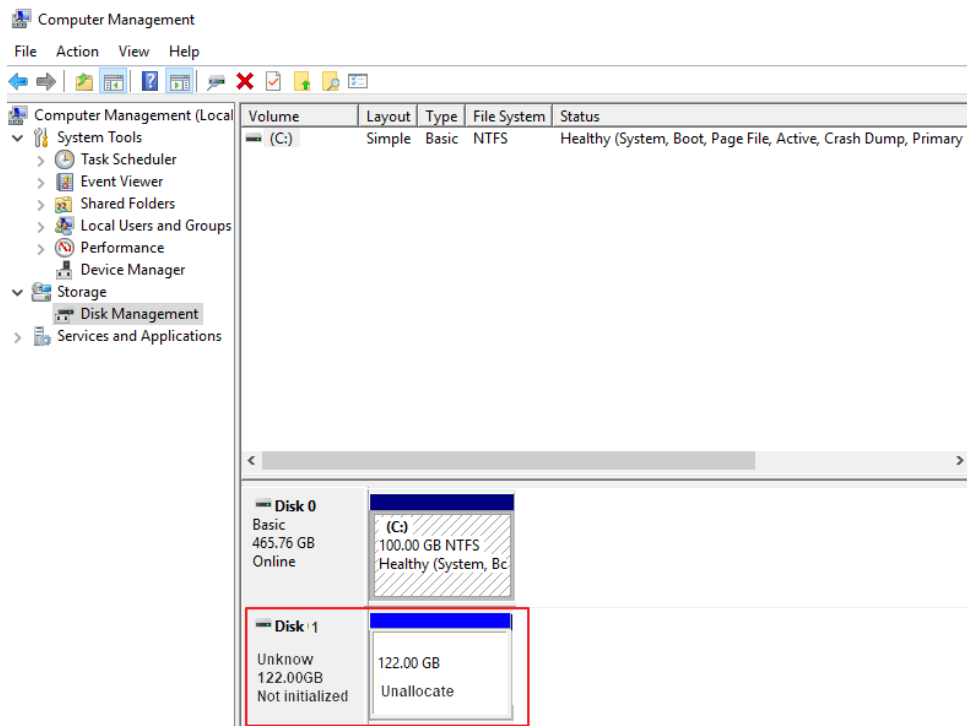 Computer Management
File Action View Help
Computer Management (Local
System Tools
Task Scheduler
Event Viewer
Shared Folders
Local Users and Groups
Performance
Device Manager
Storage
Disk Management
Services and Applications
Volume Layout Type File System Status
(C:) Simple Basic NTFS Healthy (System, Boot, Page File, Active, Crash Dump, Primary
Disk 0
Basic
465.76 GB
Online
(C:)
100.00 GB NTFS
Healthy (System, Bc
Disk 1
Unknow
122.00GB
Not initialized
122.00 GB
Unallocate